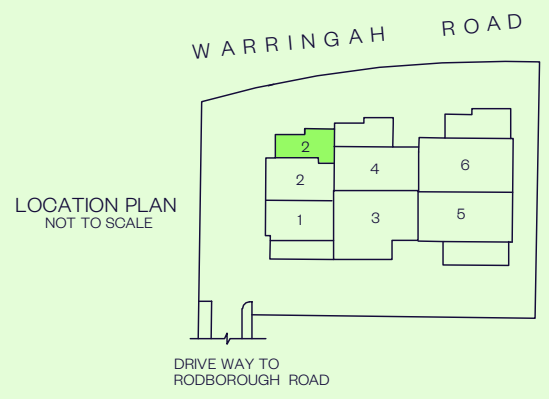 WARRINGAH ROAD
2
4
6
2
LOCATION PLAN
NOT TO SCALE
1
3
5
DRIVE WAY TO
RODBOROUGH ROAD